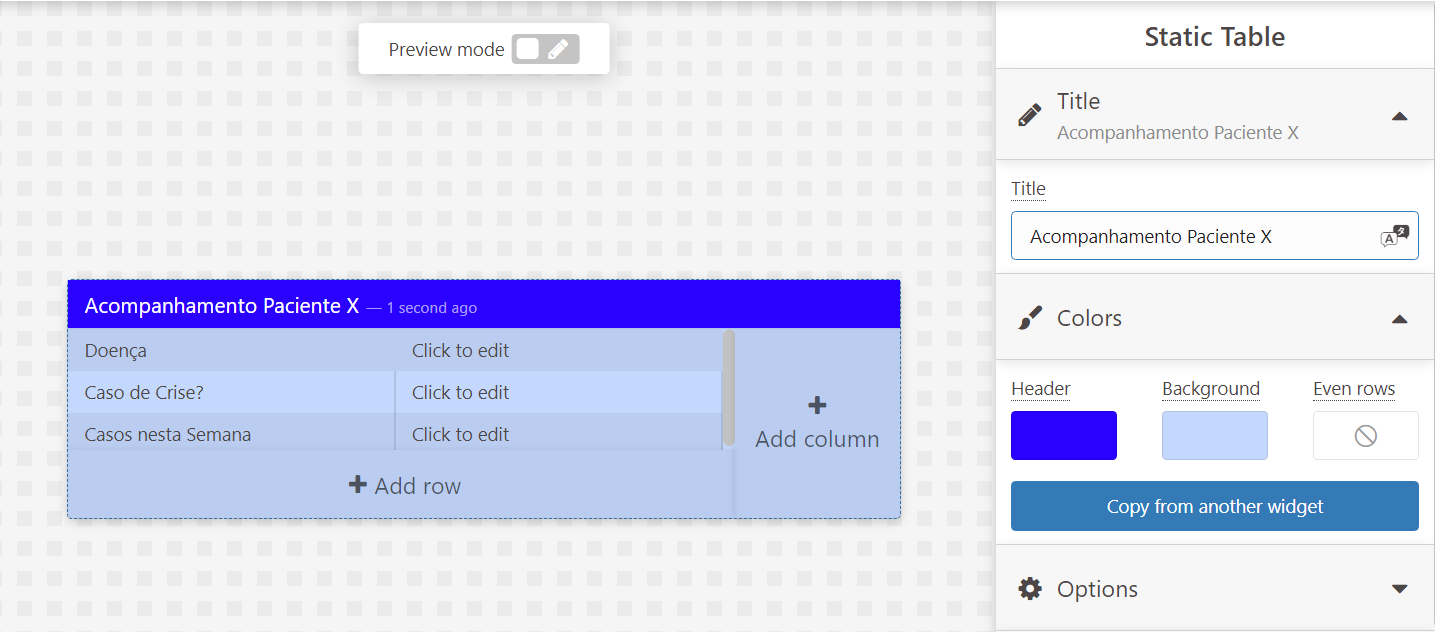 Preview mode
Acompanhamento Paciente X — 1 second ago
Doença Click to edit
Caso de Crise? Click to edit
Casos nesta Semana Click to edit
Add column
Add row
Static Table
Title
Acompanhamento Paciente X
Title
Acompanhamento Paciente X
Colors
Header Background Even rows
Copy from another widget
Options